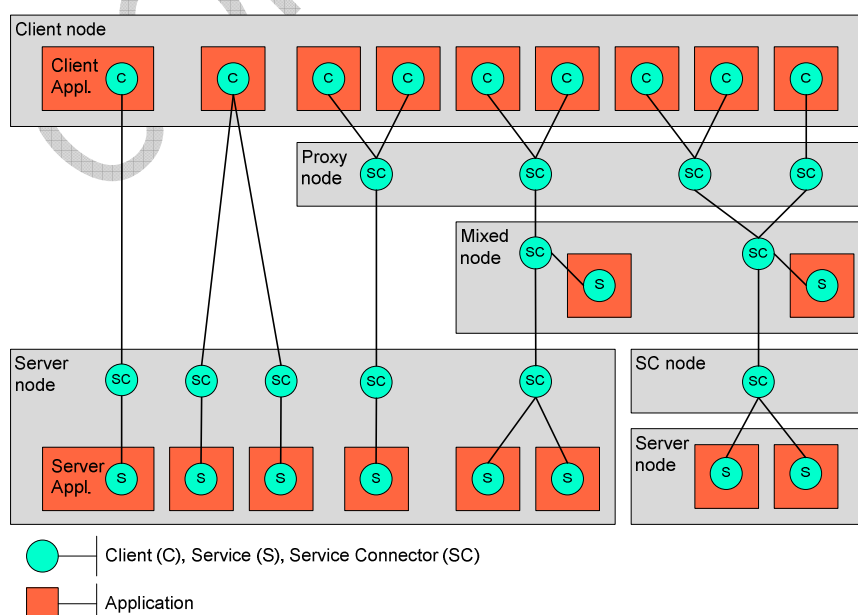 Client node
Client
Appl.
C
C
C
C
C
C
C
C
C
Proxy
node
SC
SC
SC
SC
Mixed
node
SC
S
SC
S
Server
node
SC
SC
SC
SC
SC
SC node
SC
Server
Appl.
S
S
S
S
S
S
Server
node
S
S
Client (C), Service (S), Service Connector (SC)
Application